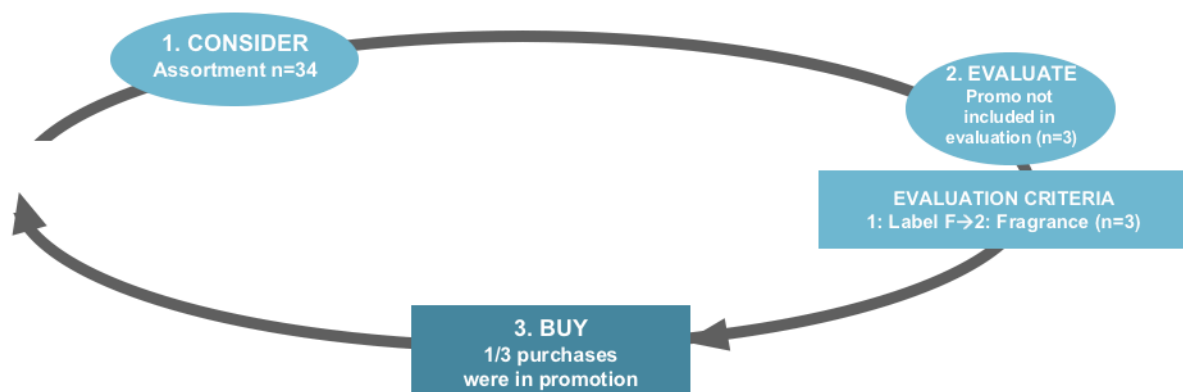 1. CONSIDER
Assortment n=34
2. EVALUATE
Promo not
included in
evaluation (n=3)
EVALUATION CRITERIA
1: Label F→2: Fragrance (n=3)
3. BUY
1/3 purchases
were in promotion